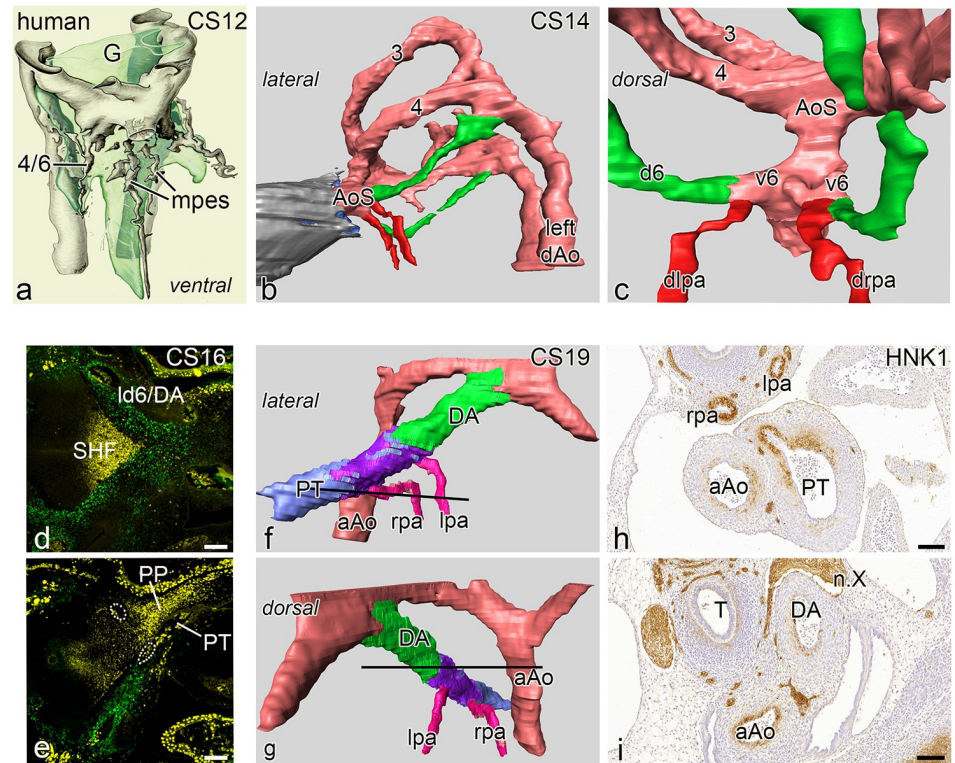 human CS12
G
4/6
mpes
ventral
a
CS14
lateral
3
4
AoS
left
dAo
b
3
dorsal
4
AoS
d6
v6
v6
dlpa
drpa
c
CS16
ld6/DA
SHF
d
PP
PT
e
CS19
lateral
DA
PT
aAo
rpa
lpa
f
dorsal
DA
aAo
lpa
rpa
g
HNK1
lpa
rpa
aAo
PT
h
n.X
T
DA
aAo
i